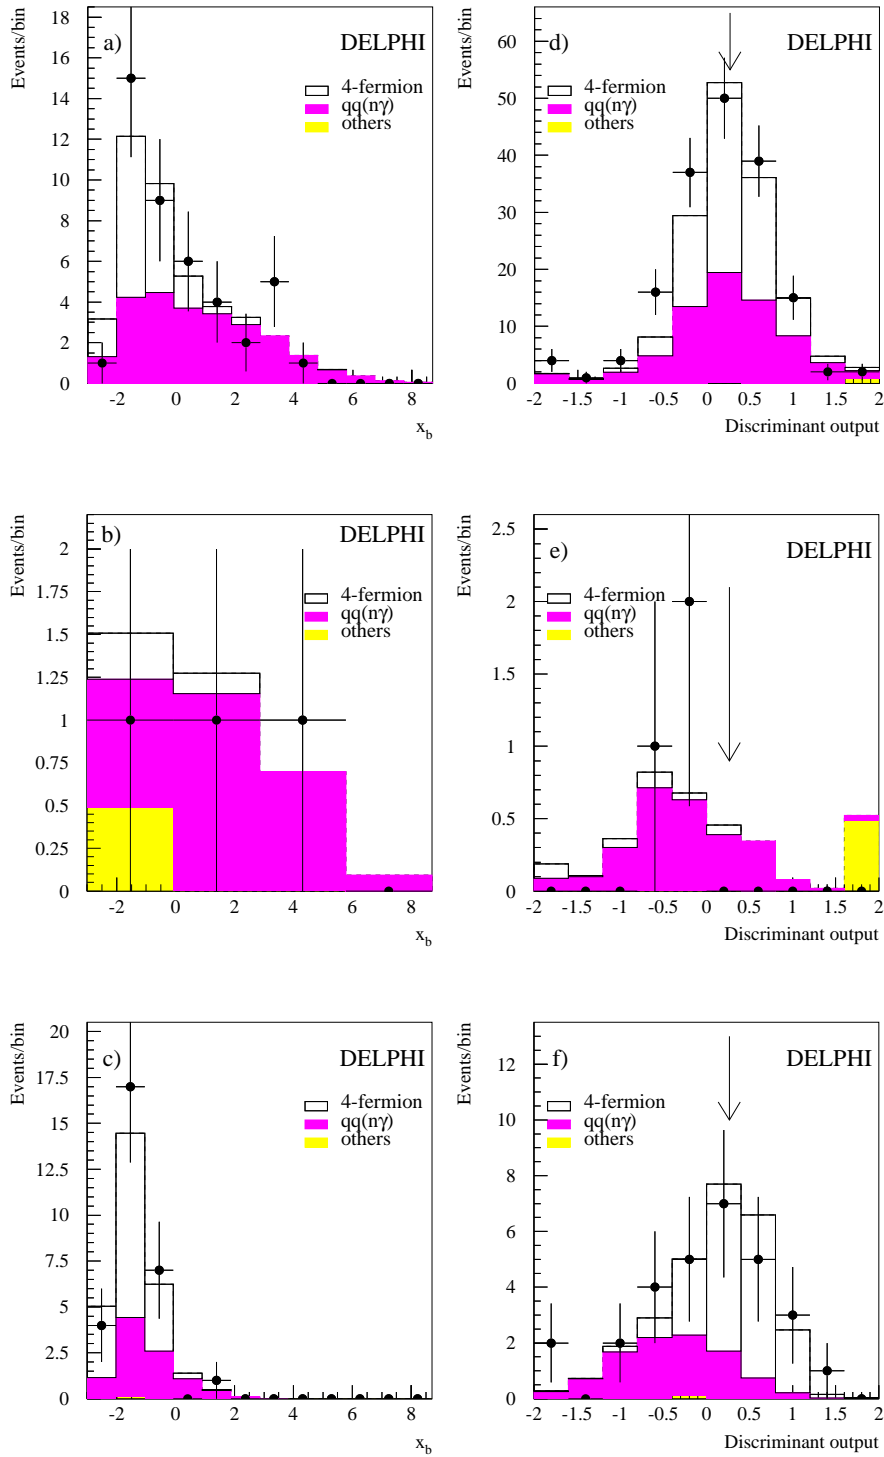 Events/bin
a)
DELPHI
4-fermion
qq(nγ)
others
18
16
14
12
10
8
6
4
2
0
-2 0 2 4 6 8
x_b
Events/bin
d)
DELPHI
4-fermion
qq(nγ)
others
60
50
40
30
20
10
0
-2 -1.5 -1 -0.5 0 0.5 1 1.5 2
Discriminant output
Events/bin
b)
DELPHI
4-fermion
qq(nγ)
others
2
1.75
1.5
1.25
1
0.75
0.5
0.25
0
-2 0 2 4 6 8
x_b
Events/bin
e)
DELPHI
4-fermion
qq(nγ)
others
2.5
2
1.5
1
0.5
0
-2 -1.5 -1 -0.5 0 0.5 1 1.5 2
Discriminant output
Events/bin
c)
DELPHI
4-fermion
qq(nγ)
others
20
17.5
15
12.5
10
7.5
5
2.5
0
-2 0 2 4 6 8
x_b
Events/bin
f)
DELPHI
4-fermion
qq(nγ)
others
12
10
8
6
4
2
0
-2 -1.5 -1 -0.5 0 0.5 1 1.5 2
Discriminant output